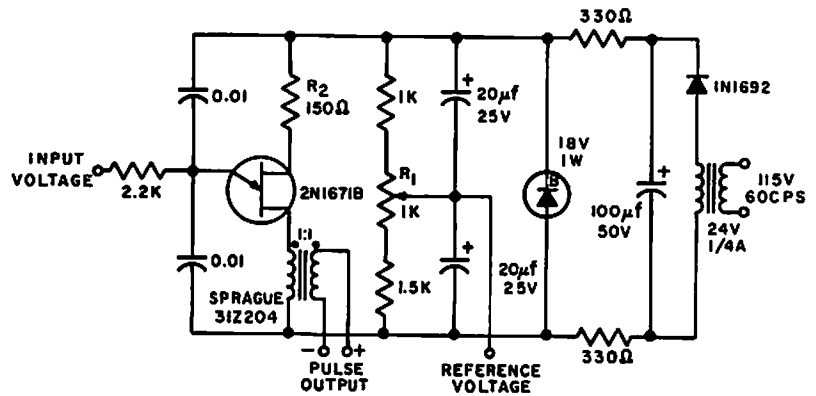 330Ω
0.01
R2
150Ω
1K
+
20μf
25V
1N1692
INPUT
VOLTAGE
2.2K
2N1671B
R1
1K
18V
1W
B
+
100μf
50V
115V
60CPS
24V
1/4A
0.01
1:1
SPRAGUE
31Z204
1.5K
+
20μf
25V
- +
PULSE
OUTPUT
REFERENCE
VOLTAGE
330Ω